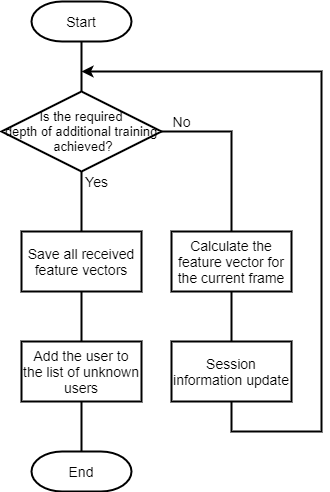 Start
Is the required
depth of additional training
achieved?
No
Yes
Save all received
feature vectors
Calculate the
feature vector for
the current frame
Add the user to
the list of unknown
users
Session
information update
End